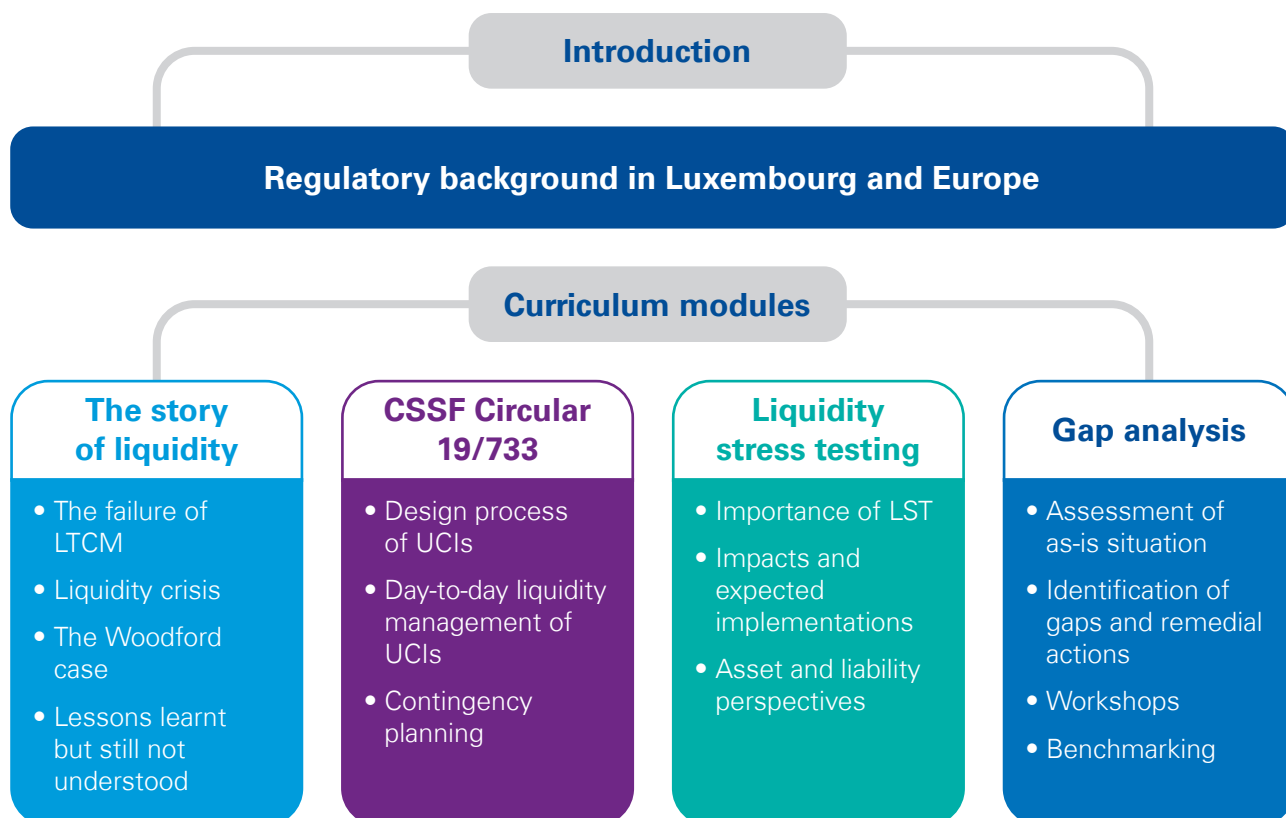 Introduction
Regulatory background in Luxembourg and Europe
Curriculum modules
The story
of liquidity
• The failure of
LTCM
• Liquidity crisis
• The Woodford
case
• Lessons learnt
but still not
understood
CSSF Circular
19/733
• Design process
of UCIs
• Day-to-day liquidity
management of
UCIs
• Contingency
planning
Liquidity
stress testing
• Importance of LST
• Impacts and
expected
implementations
• Asset and liability
perspectives
Gap analysis
• Assessment of
as-is situation
• Identification of
gaps and remedial
actions
• Workshops
• Benchmarking